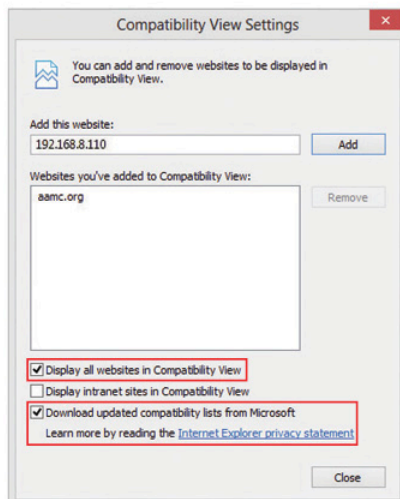 Compatibility View Settings
You can add and remove websites to be displayed in
Compatibility View.
Add this website:
192.168.8.110
Add
Websites you've added to Compatibility View:
aamc.org
Remove
Display all websites in Compatibility View
Display intranet sites in Compatibility View
Download updated compatibility lists from Microsoft
Learn more by reading the Internet Explorer privacy statement
Close